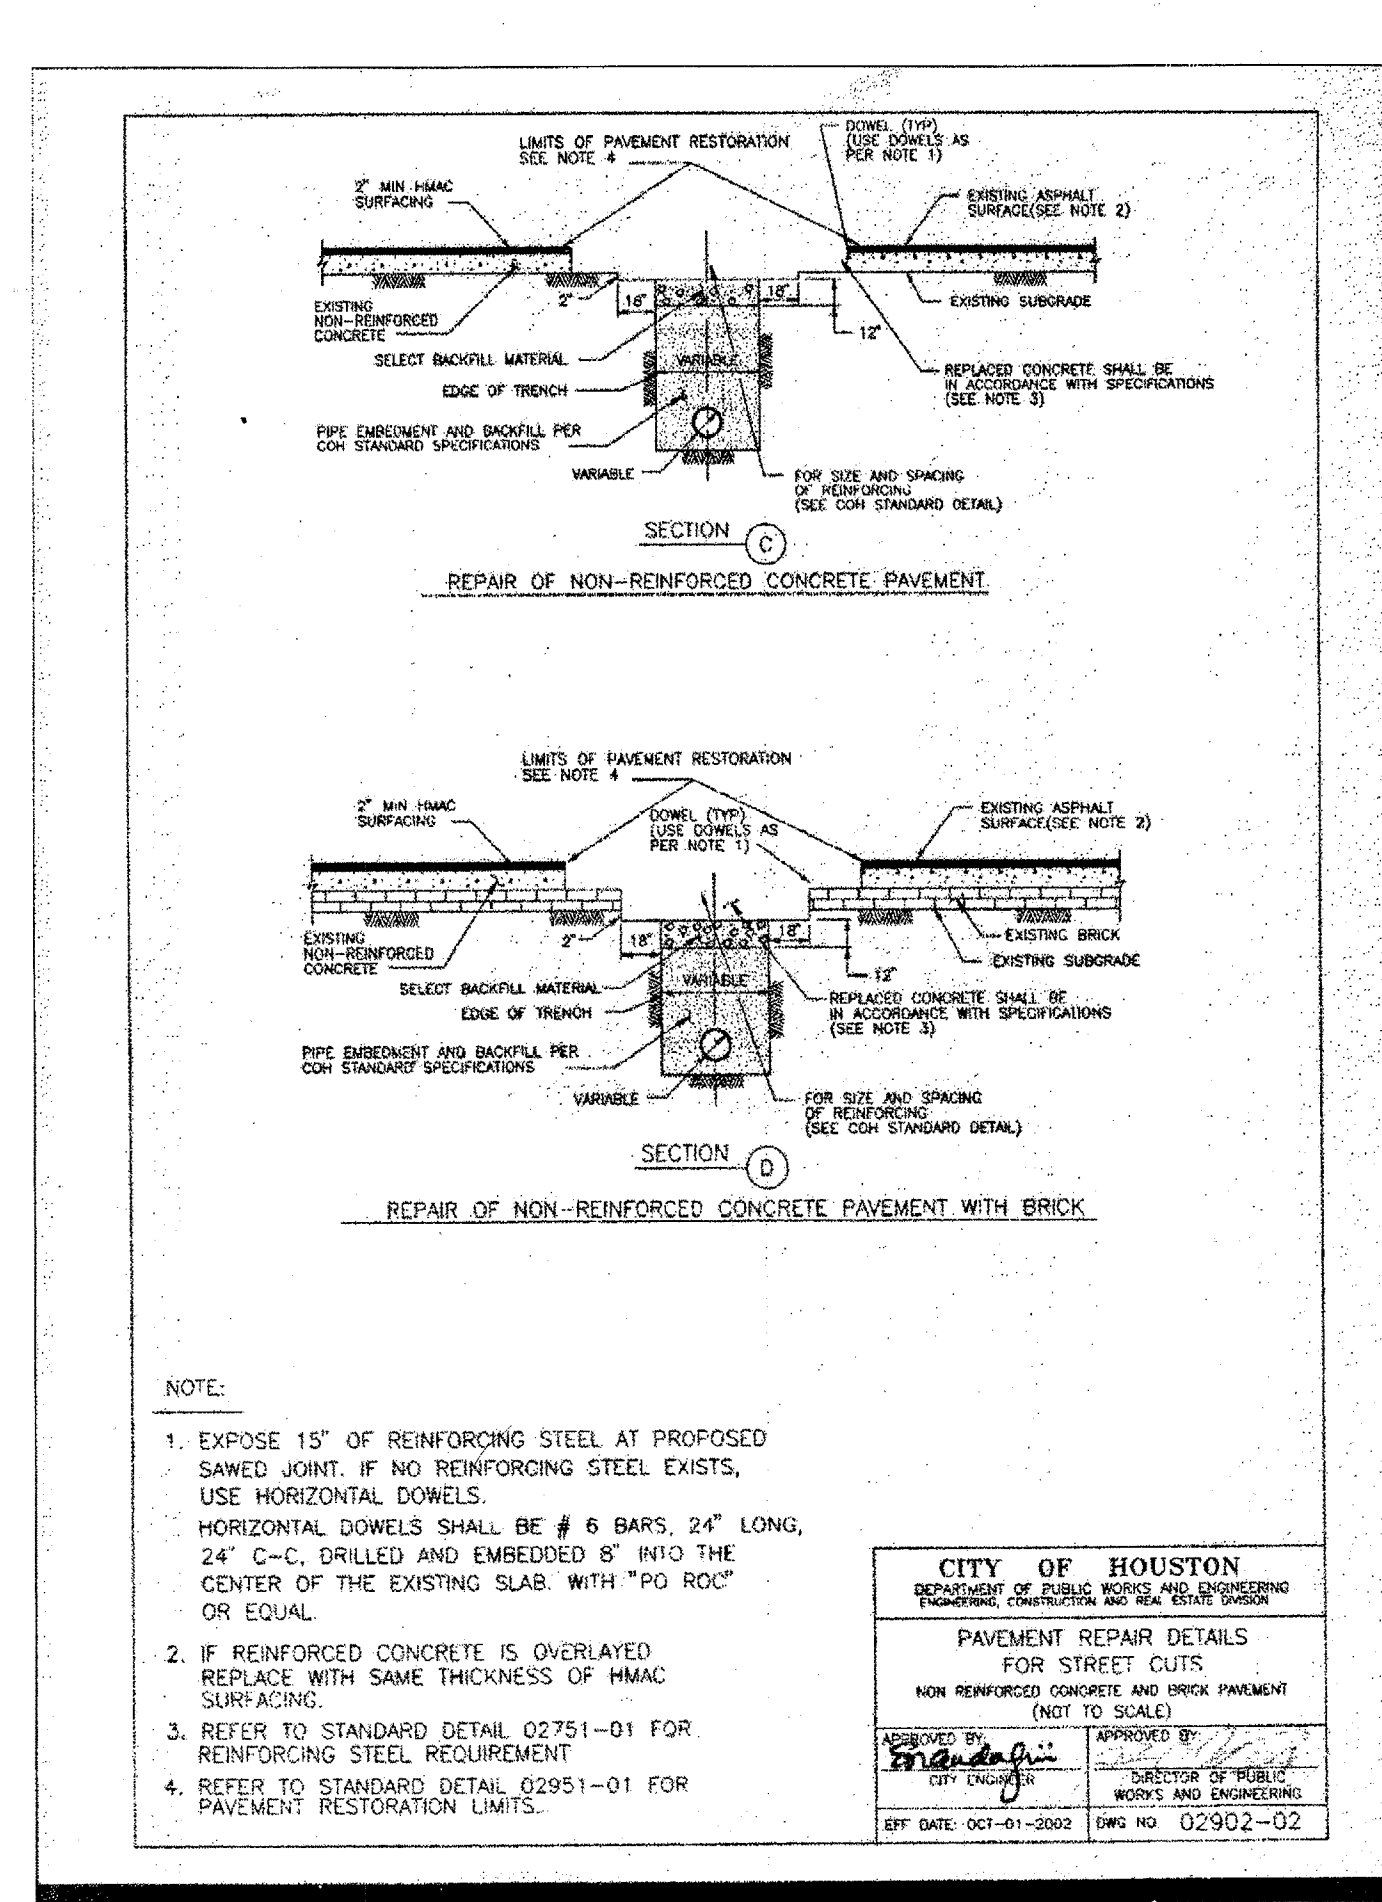 LIMITS OF PAVEMENT RESTORATION
SEE NOTE 4
DOWEL (TYP)
(USE DOWELS AS
PER NOTE 1)
2" MIN HMAC
SURFACING
EXISTING ASPHALT
SURFACE(SEE NOTE 2)
2"
18"
18"
EXISTING SUBGRADE
EXISTING
NON-REINFORCED
CONCRETE
12"
SELECT BACKFILL MATERIAL
VARIABLE
EDGE OF TRENCH
REPLACED CONCRETE SHALL BE
IN ACCORDANCE WITH SPECIFICATIONS
(SEE NOTE 3)
PIPE EMBEDMENT AND BACKFILL PER
COH STANDARD SPECIFICATIONS
VARIABLE
FOR SIZE AND SPACING
OF REINFORCING
(SEE COH STANDARD DETAIL)
SECTION C
REPAIR OF NON-REINFORCED CONCRETE PAVEMENT
LIMITS OF PAVEMENT RESTORATION
SEE NOTE 4
2" MIN HMAC
SURFACING
DOWEL (TYP)
(USE DOWELS AS
PER NOTE 1)
EXISTING ASPHALT
SURFACE(SEE NOTE 2)
2"
18"
18"
EXISTING BRICK
EXISTING
NON-REINFORCED
CONCRETE
EXISTING SUBGRADE
12"
SELECT BACKFILL MATERIAL
VARIABLE
EDGE OF TRENCH
REPLACED CONCRETE SHALL BE
IN ACCORDANCE WITH SPECIFICATIONS
(SEE NOTE 3)
PIPE EMBEDMENT AND BACKFILL PER
COH STANDARD SPECIFICATIONS
VARIABLE
FOR SIZE AND SPACING
OF REINFORCING
(SEE COH STANDARD DETAIL)
SECTION D
REPAIR OF NON-REINFORCED CONCRETE PAVEMENT WITH BRICK
NOTE:
1. EXPOSE 15" OF REINFORCING STEEL AT PROPOSED
SAWED JOINT. IF NO REINFORCING STEEL EXISTS,
USE HORIZONTAL DOWELS.
HORIZONTAL DOWELS SHALL BE # 6 BARS, 24" LONG,
24" C-C, DRILLED AND EMBEDDED 8" INTO THE
CENTER OF THE EXISTING SLAB. WITH "PO ROC"
OR EQUAL.
2. IF REINFORCED CONCRETE IS OVERLAYED
REPLACE WITH SAME THICKNESS OF HMAC
SURFACING.
3. REFER TO STANDARD DETAIL 02751-01 FOR
REINFORCING STEEL REQUIREMENT
4. REFER TO STANDARD DETAIL 02951-01 FOR
PAVEMENT RESTORATION LIMITS.
CITY OF HOUSTON
DEPARTMENT OF PUBLIC WORKS AND ENGINEERING
ENGINEERING, CONSTRUCTION AND REAL ESTATE DIVISION
PAVEMENT REPAIR DETAILS
FOR STREET CUTS
NON REINFORCED CONCRETE AND BRICK PAVEMENT
(NOT TO SCALE)
APPROVED BY:
CITY ENGINEER
APPROVED BY:
DIRECTOR OF PUBLIC
WORKS AND ENGINEERING
EFF DATE: OCT-01-2002
DWG NO. 02902-02